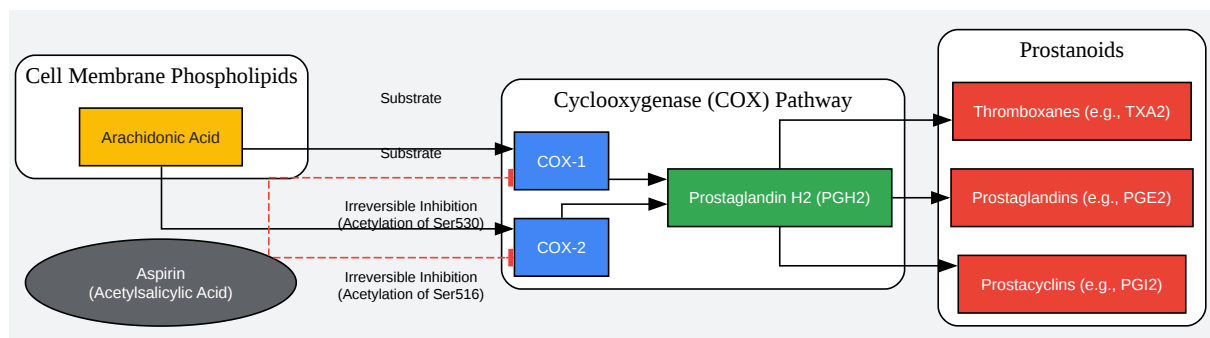 Cell Membrane Phospholipids
Arachidonic Acid
Aspirin
(Acetylsalicylic Acid)
Substrate
Substrate
Irreversible Inhibition
(Acetylation of Ser530)
Irreversible Inhibition
(Acetylation of Ser516)
Cyclooxygenase (COX) Pathway
COX-1
COX-2
Prostaglandin H2 (PGH2)
Prostanoids
Thromboxanes (e.g., TXA2)
Prostaglandins (e.g., PGE2)
Prostacyclins (e.g., PGI2)